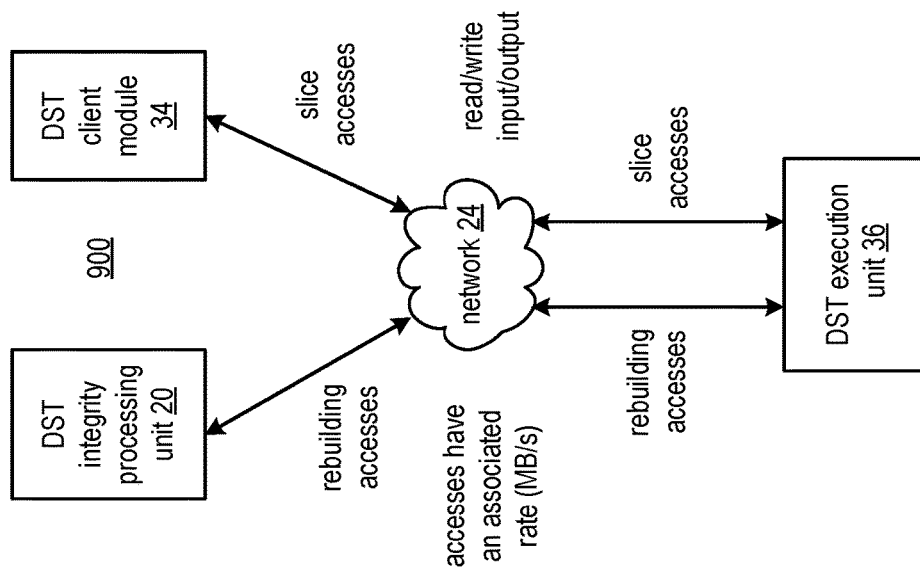 DST
integrity
processing
unit 20
900
DST
client
module
34
rebuilding
accesses
slice
accesses
accesses have
an associated
rate (MB/s)
network 24
read/write
input/output
rebuilding
accesses
slice
accesses
DST execution
unit 36